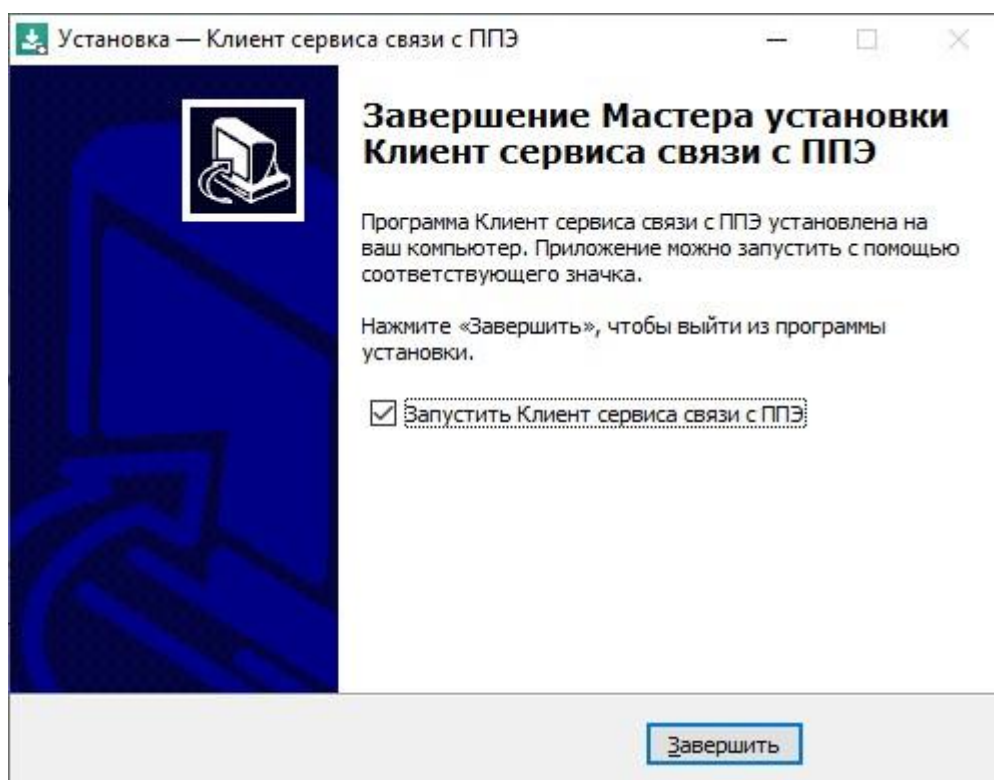 Установка — Клиент сервиса связи с ППЭ
Завершение Мастера установки
Клиент сервиса связи с ППЭ
Программа Клиент сервиса связи с ППЭ установлена на
ваш компьютер. Приложение можно запустить с помощью
соответствующего значка.
Нажмите «Завершить», чтобы выйти из программы
установки.
Запустить Клиент сервиса связи с ППЭ
Завершить